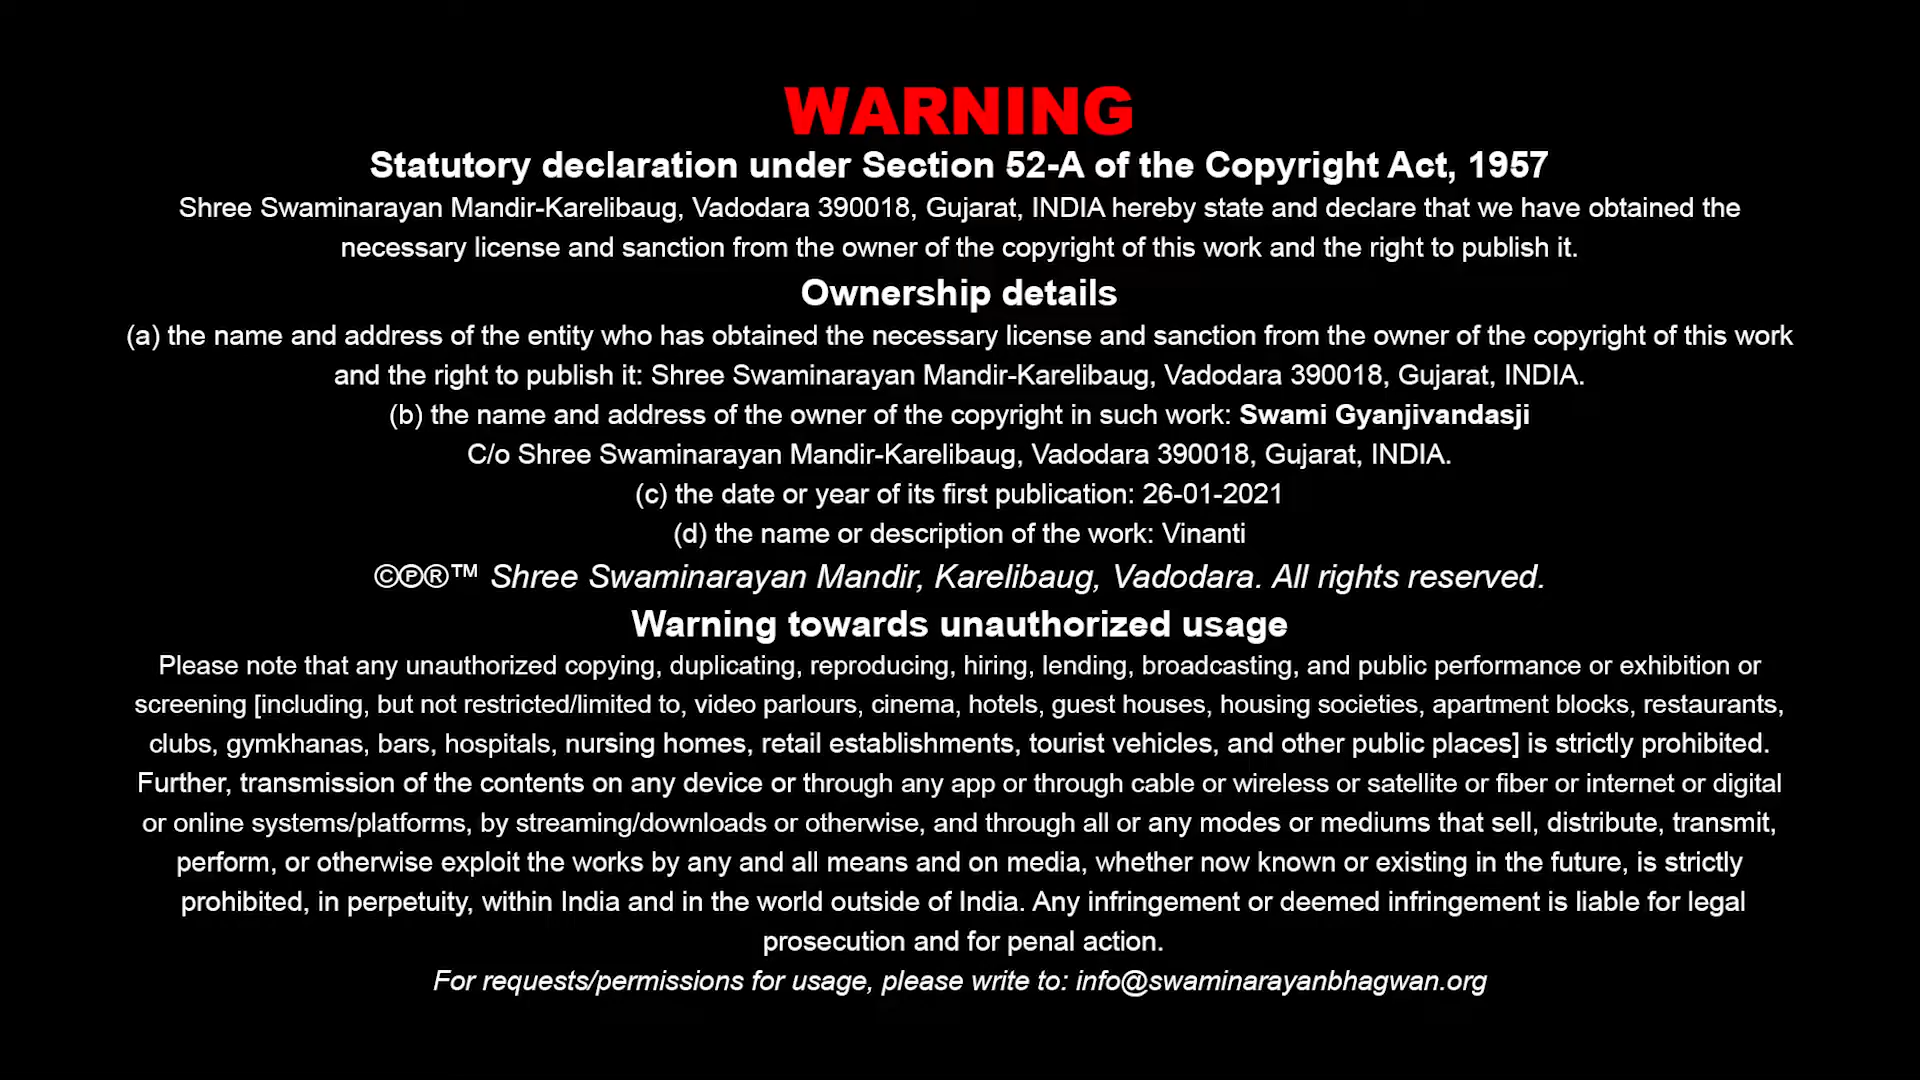 WARNING
Statutory declaration under Section 52-A of the Copyright Act, 1957
Shree Swaminarayan Mandir-Karelibaug, Vadodara 390018, Gujarat, INDIA hereby state and declare that we have obtained the
necessary license and sanction from the owner of the copyright of this work and the right to publish it.
Ownership details
(a) the name and address of the entity who has obtained the necessary license and sanction from the owner of the copyright of this work
and the right to publish it: Shree Swaminarayan Mandir-Karelibaug, Vadodara 390018, Gujarat, INDIA.
(b) the name and address of the owner of the copyright in such work: Swami Gyanjivandasji
C/o Shree Swaminarayan Mandir-Karelibaug, Vadodara 390018, Gujarat, INDIA.
(c) the date or year of its first publication: 26-01-2021
(d) the name or description of the work: Vinanti
©℗®™ Shree Swaminarayan Mandir, Karelibaug, Vadodara. All rights reserved.
Warning towards unauthorized usage
Please note that any unauthorized copying, duplicating, reproducing, hiring, lending, broadcasting, and public performance or exhibition or
screening [including, but not restricted/limited to, video parlours, cinema, hotels, guest houses, housing societies, apartment blocks, restaurants,
clubs, gymkhanas, bars, hospitals, nursing homes, retail establishments, tourist vehicles, and other public places] is strictly prohibited.
Further, transmission of the contents on any device or through any app or through cable or wireless or satellite or fiber or internet or digital
or online systems/platforms, by streaming/downloads or otherwise, and through all or any modes or mediums that sell, distribute, transmit,
perform, or otherwise exploit the works by any and all means and on media, whether now known or existing in the future, is strictly
prohibited, in perpetuity, within India and in the world outside of India. Any infringement or deemed infringement is liable for legal
prosecution and for penal action.
For requests/permissions for usage, please write to: info@swaminarayanbhagwan.org